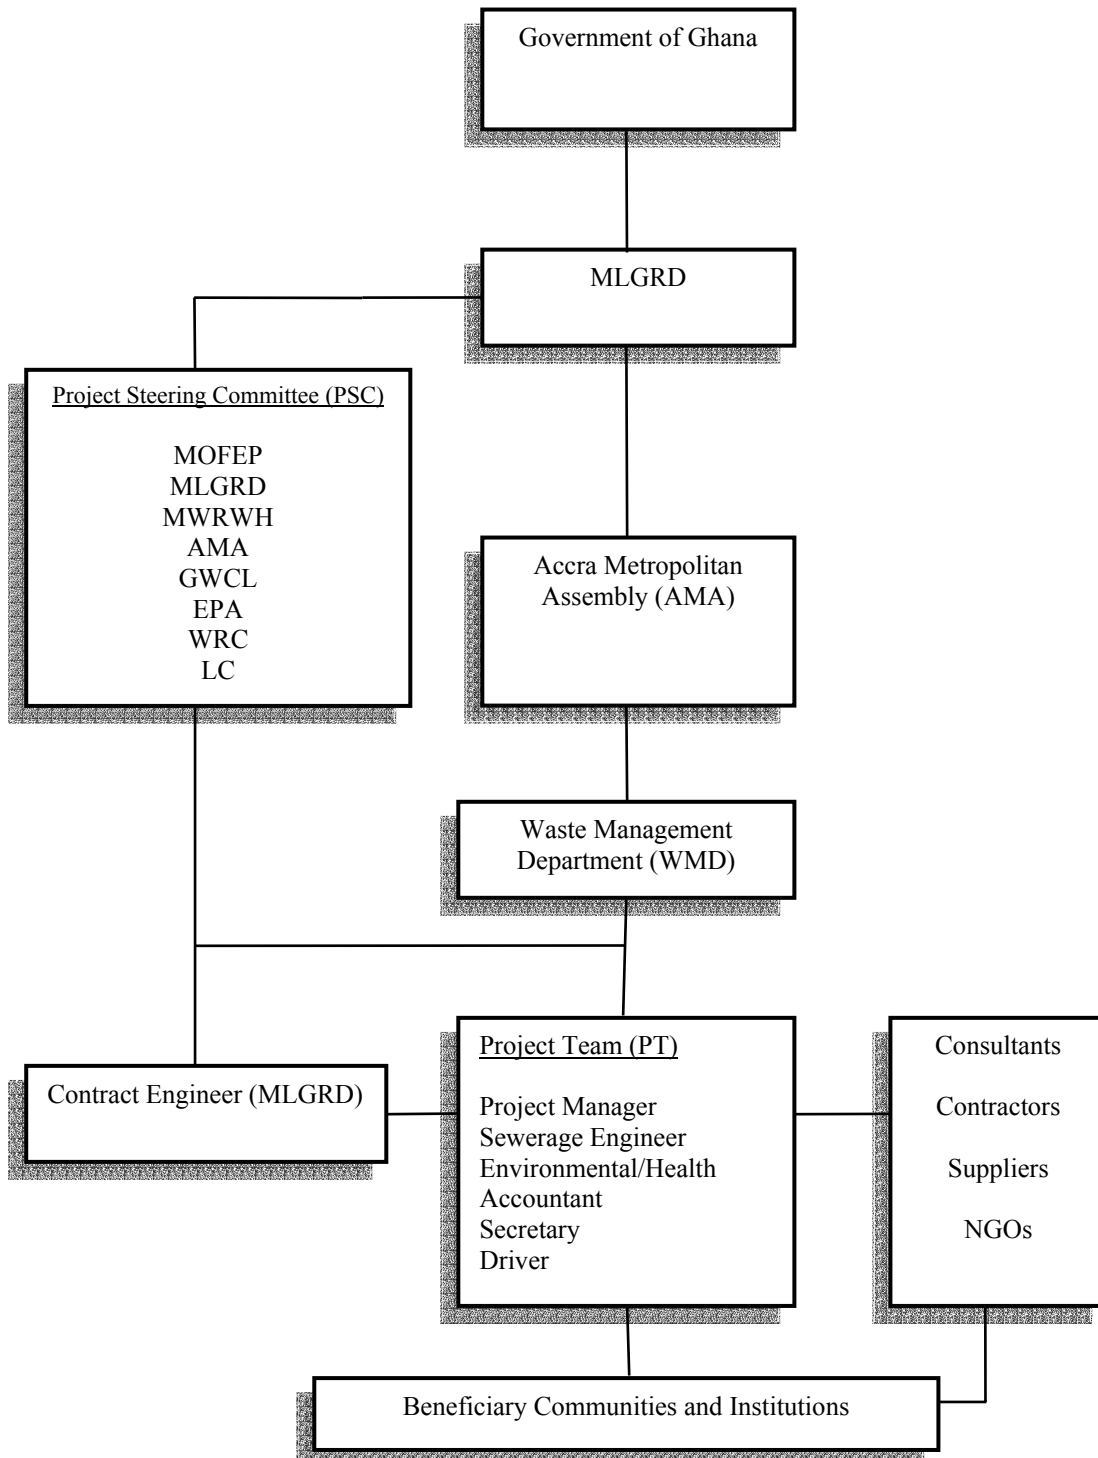 Government of Ghana
MLGRD
Project Steering Committee (PSC)
MOFEP
MLGRD
MWRWH
AMA
GWCL
EPA
WRC
LC
Accra Metropolitan
Assembly (AMA)
Waste Management
Department (WMD)
Contract Engineer (MLGRD)
Project Team (PT)
Project Manager
Sewerage Engineer
Environmental/Health
Accountant
Secretary
Driver
Consultants
Contractors
Suppliers
NGOs
Beneficiary Communities and Institutions